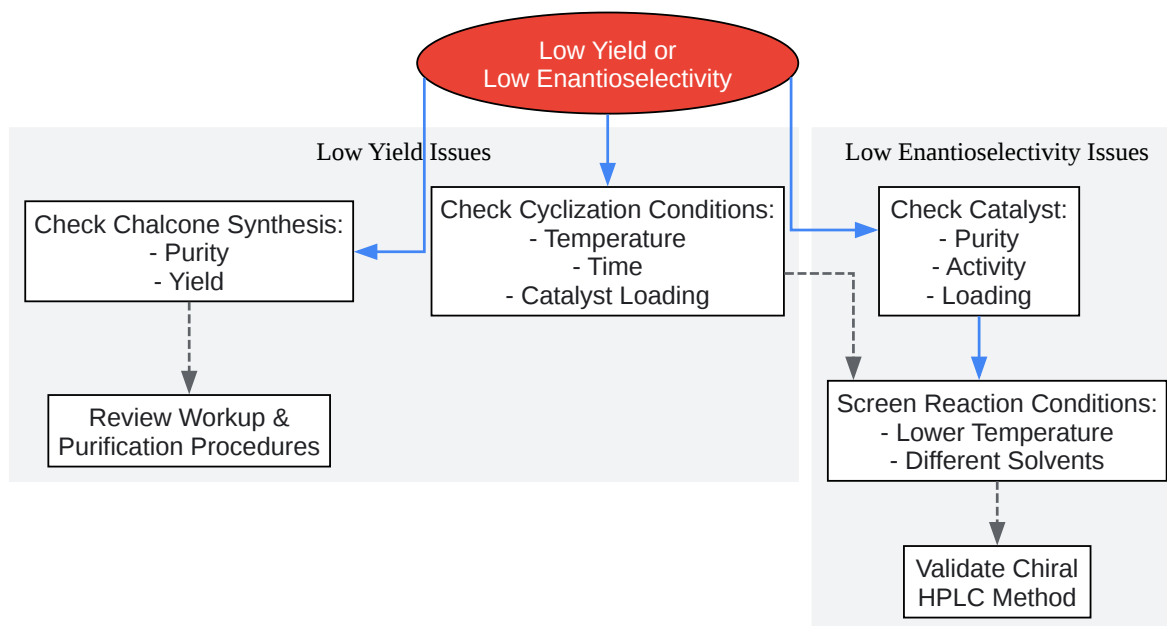 Low Yield or
Low Enantioselectivity
Low Yield Issues
Low Enantioselectivity Issues
Check Chalcone Synthesis:
- Purity
- Yield
Check Cyclization Conditions:
- Temperature
- Time
- Catalyst Loading
Check Catalyst:
- Purity
- Activity
- Loading
Review Workup &
Purification Procedures
Screen Reaction Conditions:
- Lower Temperature
- Different Solvents
Validate Chiral
HPLC Method